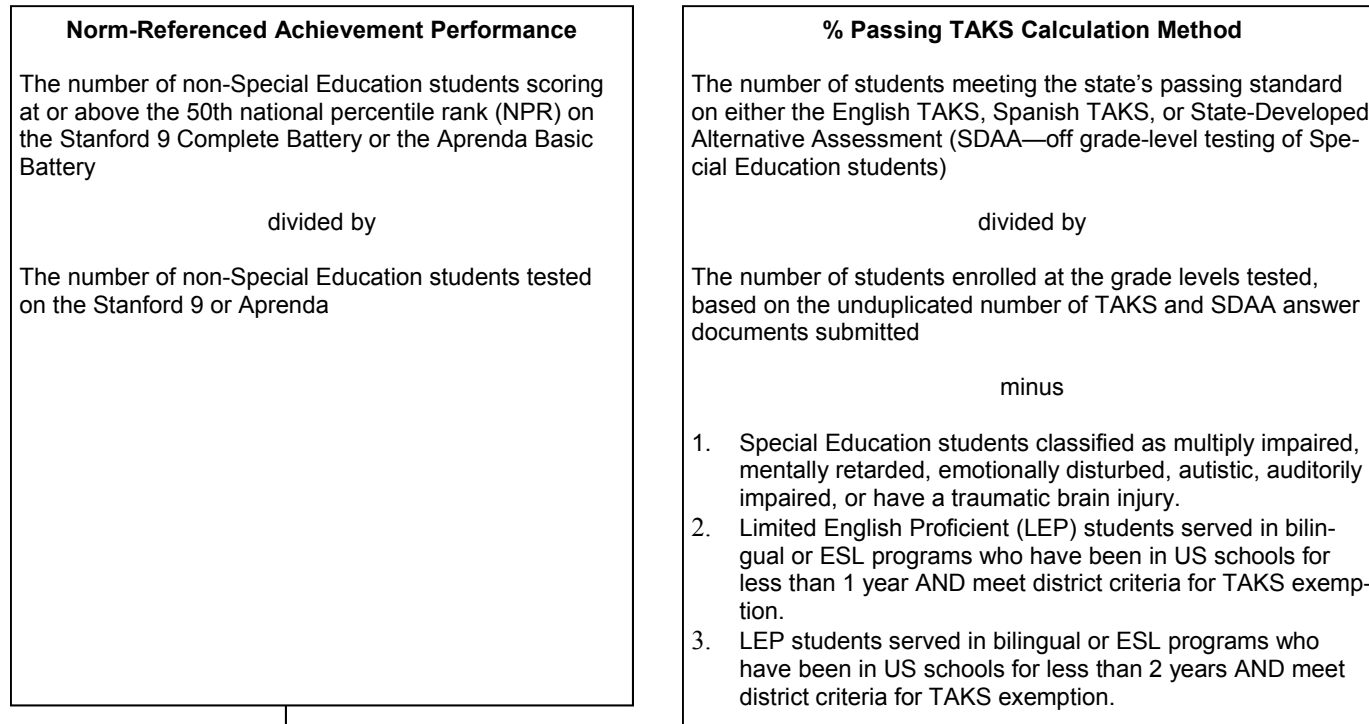 Norm-Referenced Achievement Performance
The number of non-Special Education students scoring
at or above the 50th national percentile rank (NPR) on
the Stanford 9 Complete Battery or the Aprenda Basic
Battery
divided by
The number of non-Special Education students tested
on the Stanford 9 or Aprenda
% Passing TAKS Calculation Method
The number of students meeting the state’s passing standard
on either the English TAKS, Spanish TAKS, or State-Developed
Alternative Assessment (SDAA—off grade-level testing of Spe-
cial Education students)
divided by
The number of students enrolled at the grade levels tested,
based on the unduplicated number of TAKS and SDAA answer
documents submitted
minus
1. Special Education students classified as multiply impaired,
mentally retarded, emotionally disturbed, autistic, auditorily
impaired, or have a traumatic brain injury.
2. Limited English Proficient (LEP) students served in bilin-
gual or ESL programs who have been in US schools for
less than 1 year AND meet district criteria for TAKS exemp-
tion.
3. LEP students served in bilingual or ESL programs who
have been in US schools for less than 2 years AND meet
district criteria for TAKS exemption.